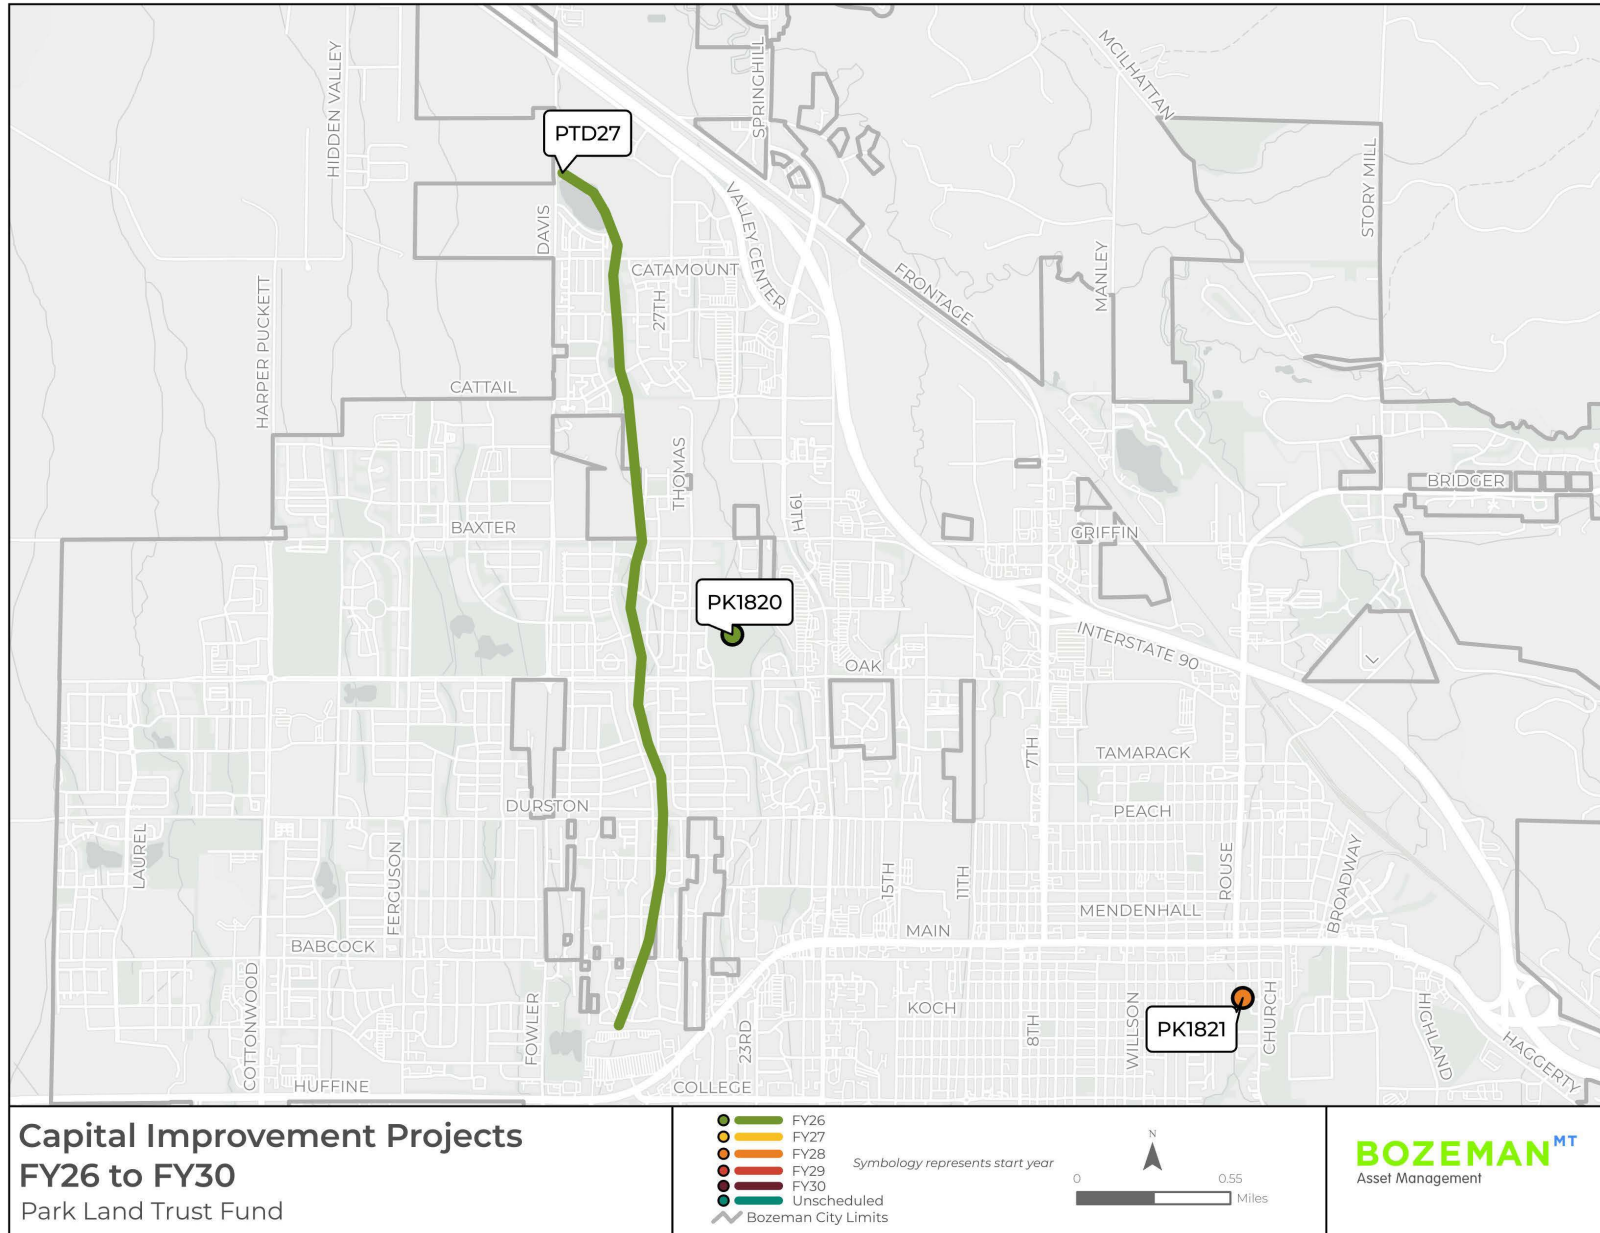 MCILHATTAN
SPRINGHILL
HIDDEN VALLEY
PTD27
STORY MILL
VALLEY CENTER
DAVIS
MANLEY
CATAMOUNT
FRONTAGE
HARPER PUCKETT
27TH
CATTAIL
THOMAS
BRIDGER
19TH
BAXTER
GRIFFIN
PK1820
INTERSTATE 90
OAK
L
7TH
TAMARACK
DURSTON
PEACH
LAUREL
FERGUSON
15TH
11TH
ROUSE
BROADWAY
MENDENHALL
MAIN
BABCOCK
COTTONWOOD
FOWLER
23RD
KOCH
8TH
WILLSON
PK1821
CHURCH
HIGHLAND
HAGGERTY
HUFFINE
COLLEGE
Capital Improvement Projects
FY26 to FY30
Park Land Trust Fund
FY26
FY27
FY28
FY29
FY30
Unscheduled
Bozeman City Limits
Symbology represents start year
N
0 0.55
Miles
BOZEMAN MT
Asset Management